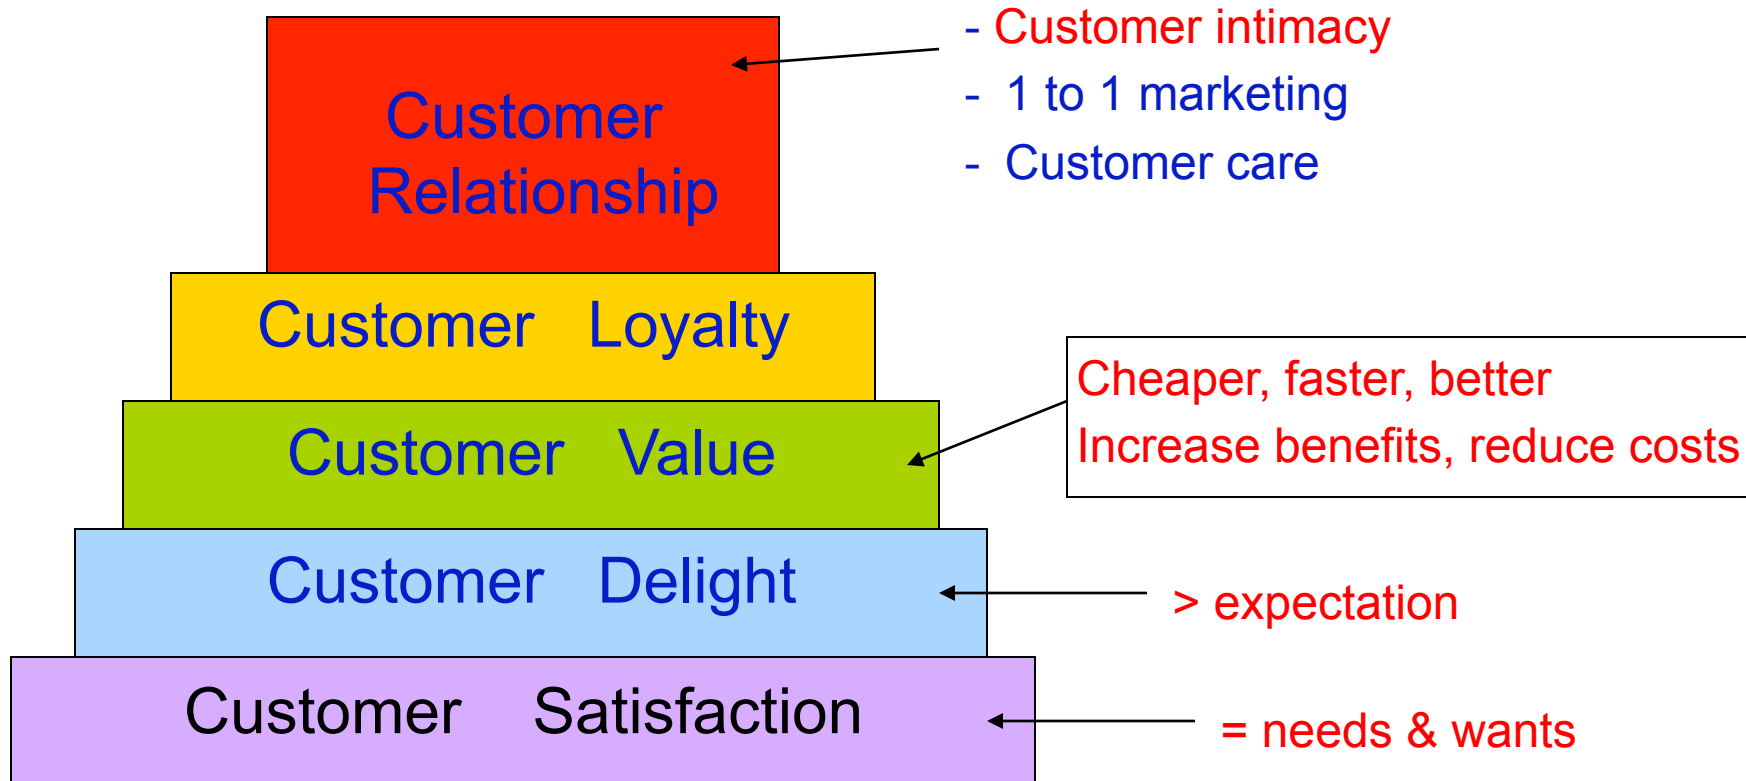 - Customer intimacy
- 1 to 1 marketing
- Customer care
Customer
Relationship
Customer Loyalty
Cheaper, faster, better
Increase benefits, reduce costs
Customer Value
Customer Delight
> expectation
Customer Satisfaction
= needs & wants